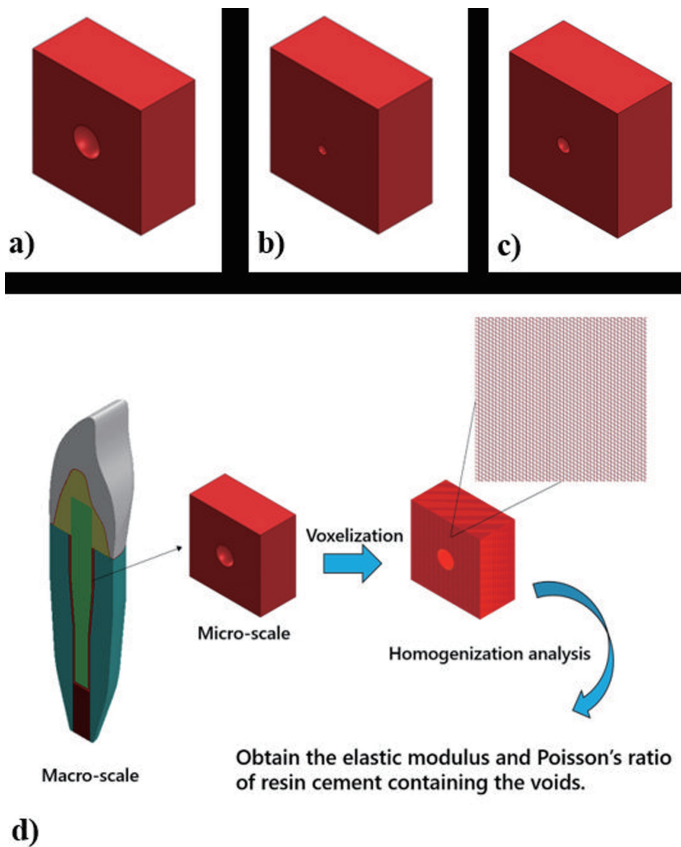 a)
b)
c)
Voxelization
Micro-scale
Homogenization analysis
Macro-scale
Obtain the elastic modulus and Poisson’s ratio
of resin cement containing the voids.
d)